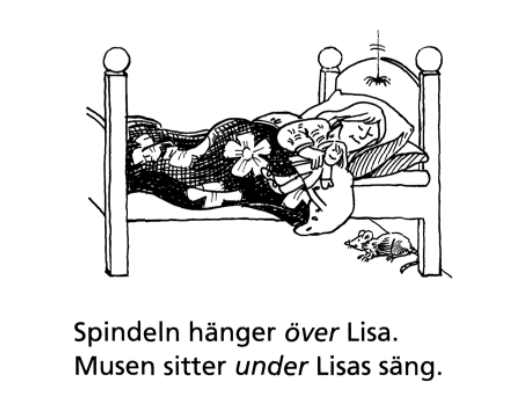 Spindeln hänger över Lisa.
Musen sitter under Lisas säng.